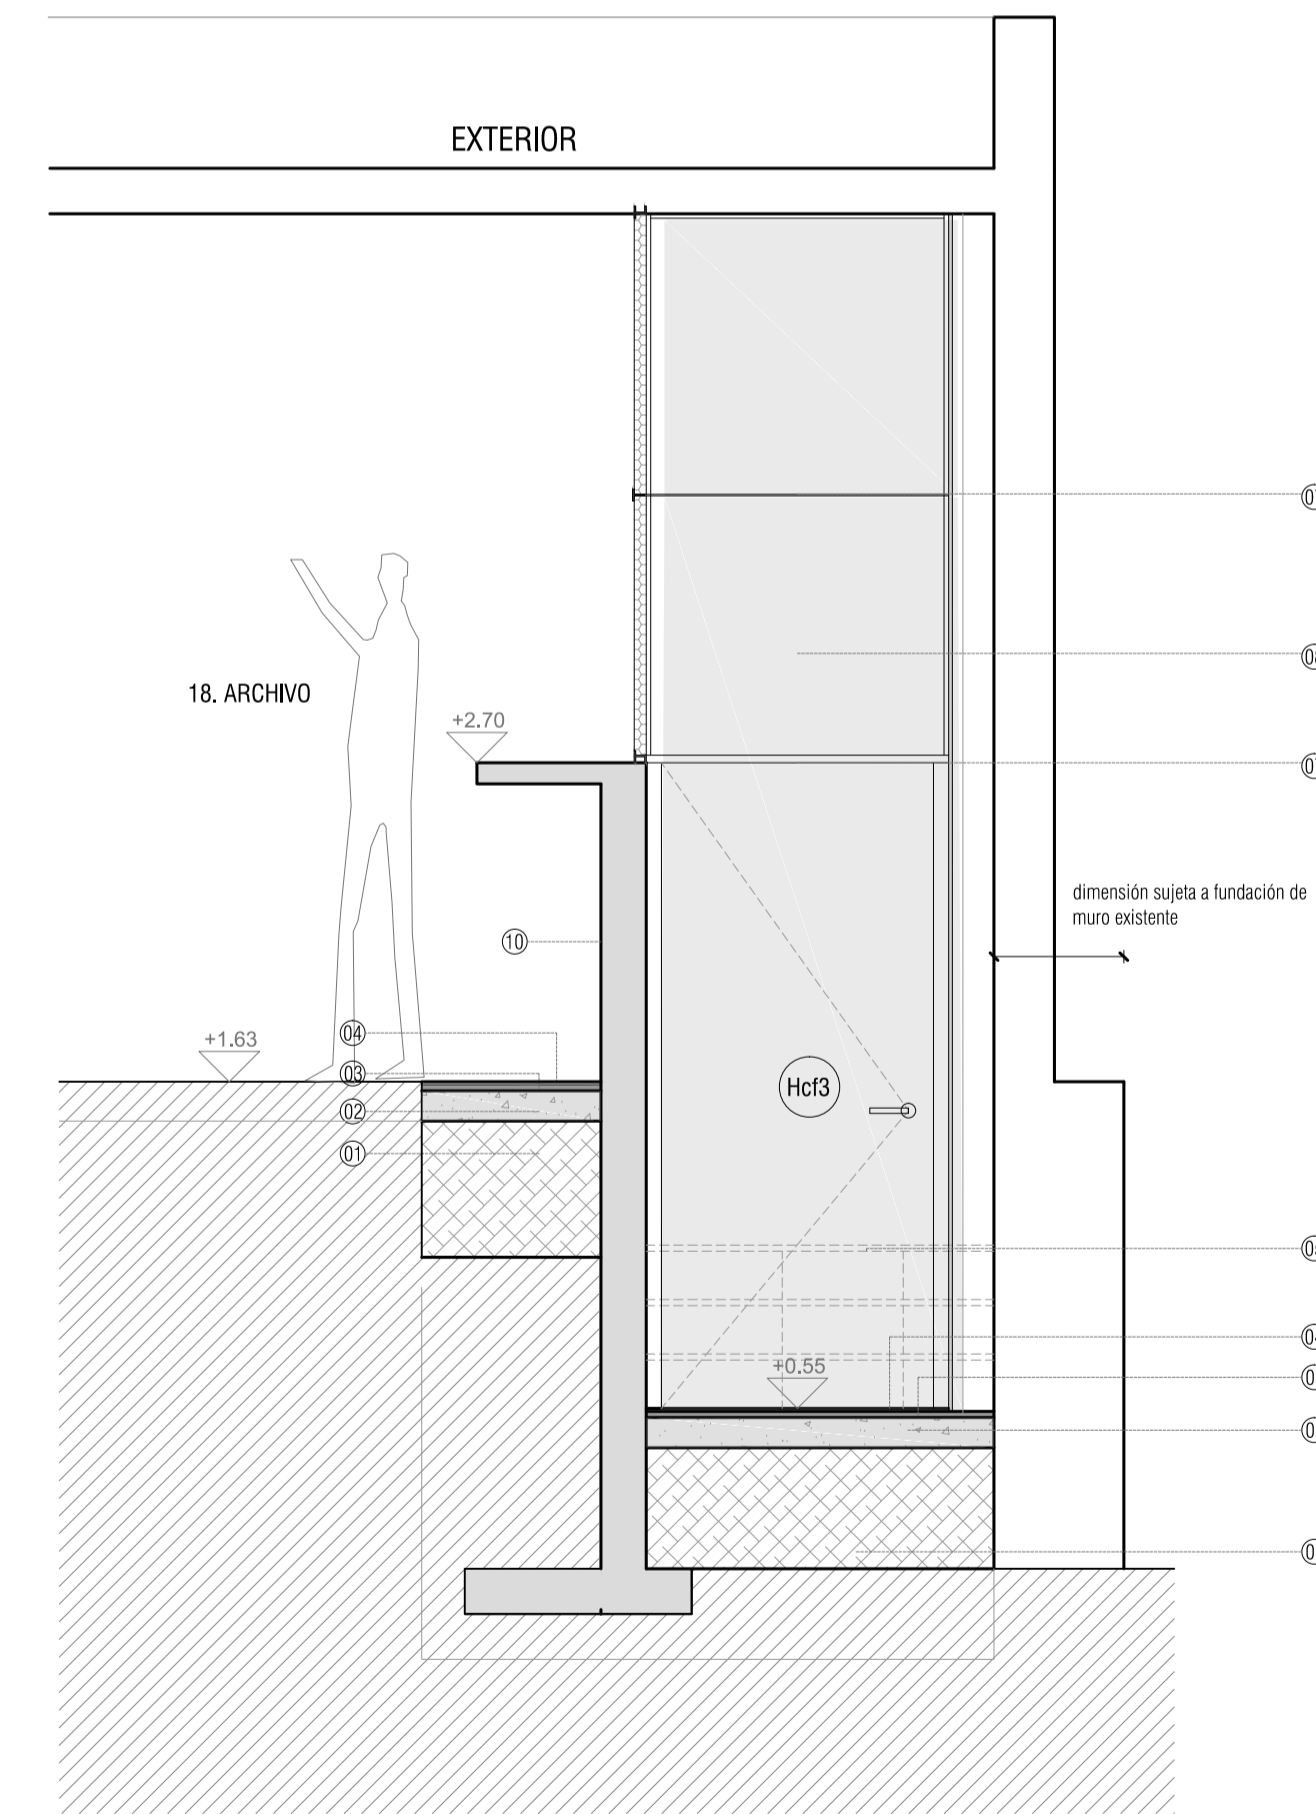 EXTERIOR
18. ARCHIVO
+2.70
dimensión sujeta a fundación de
muro existente
10
+1.63
04
03
02
01
Hcf3
+0.55